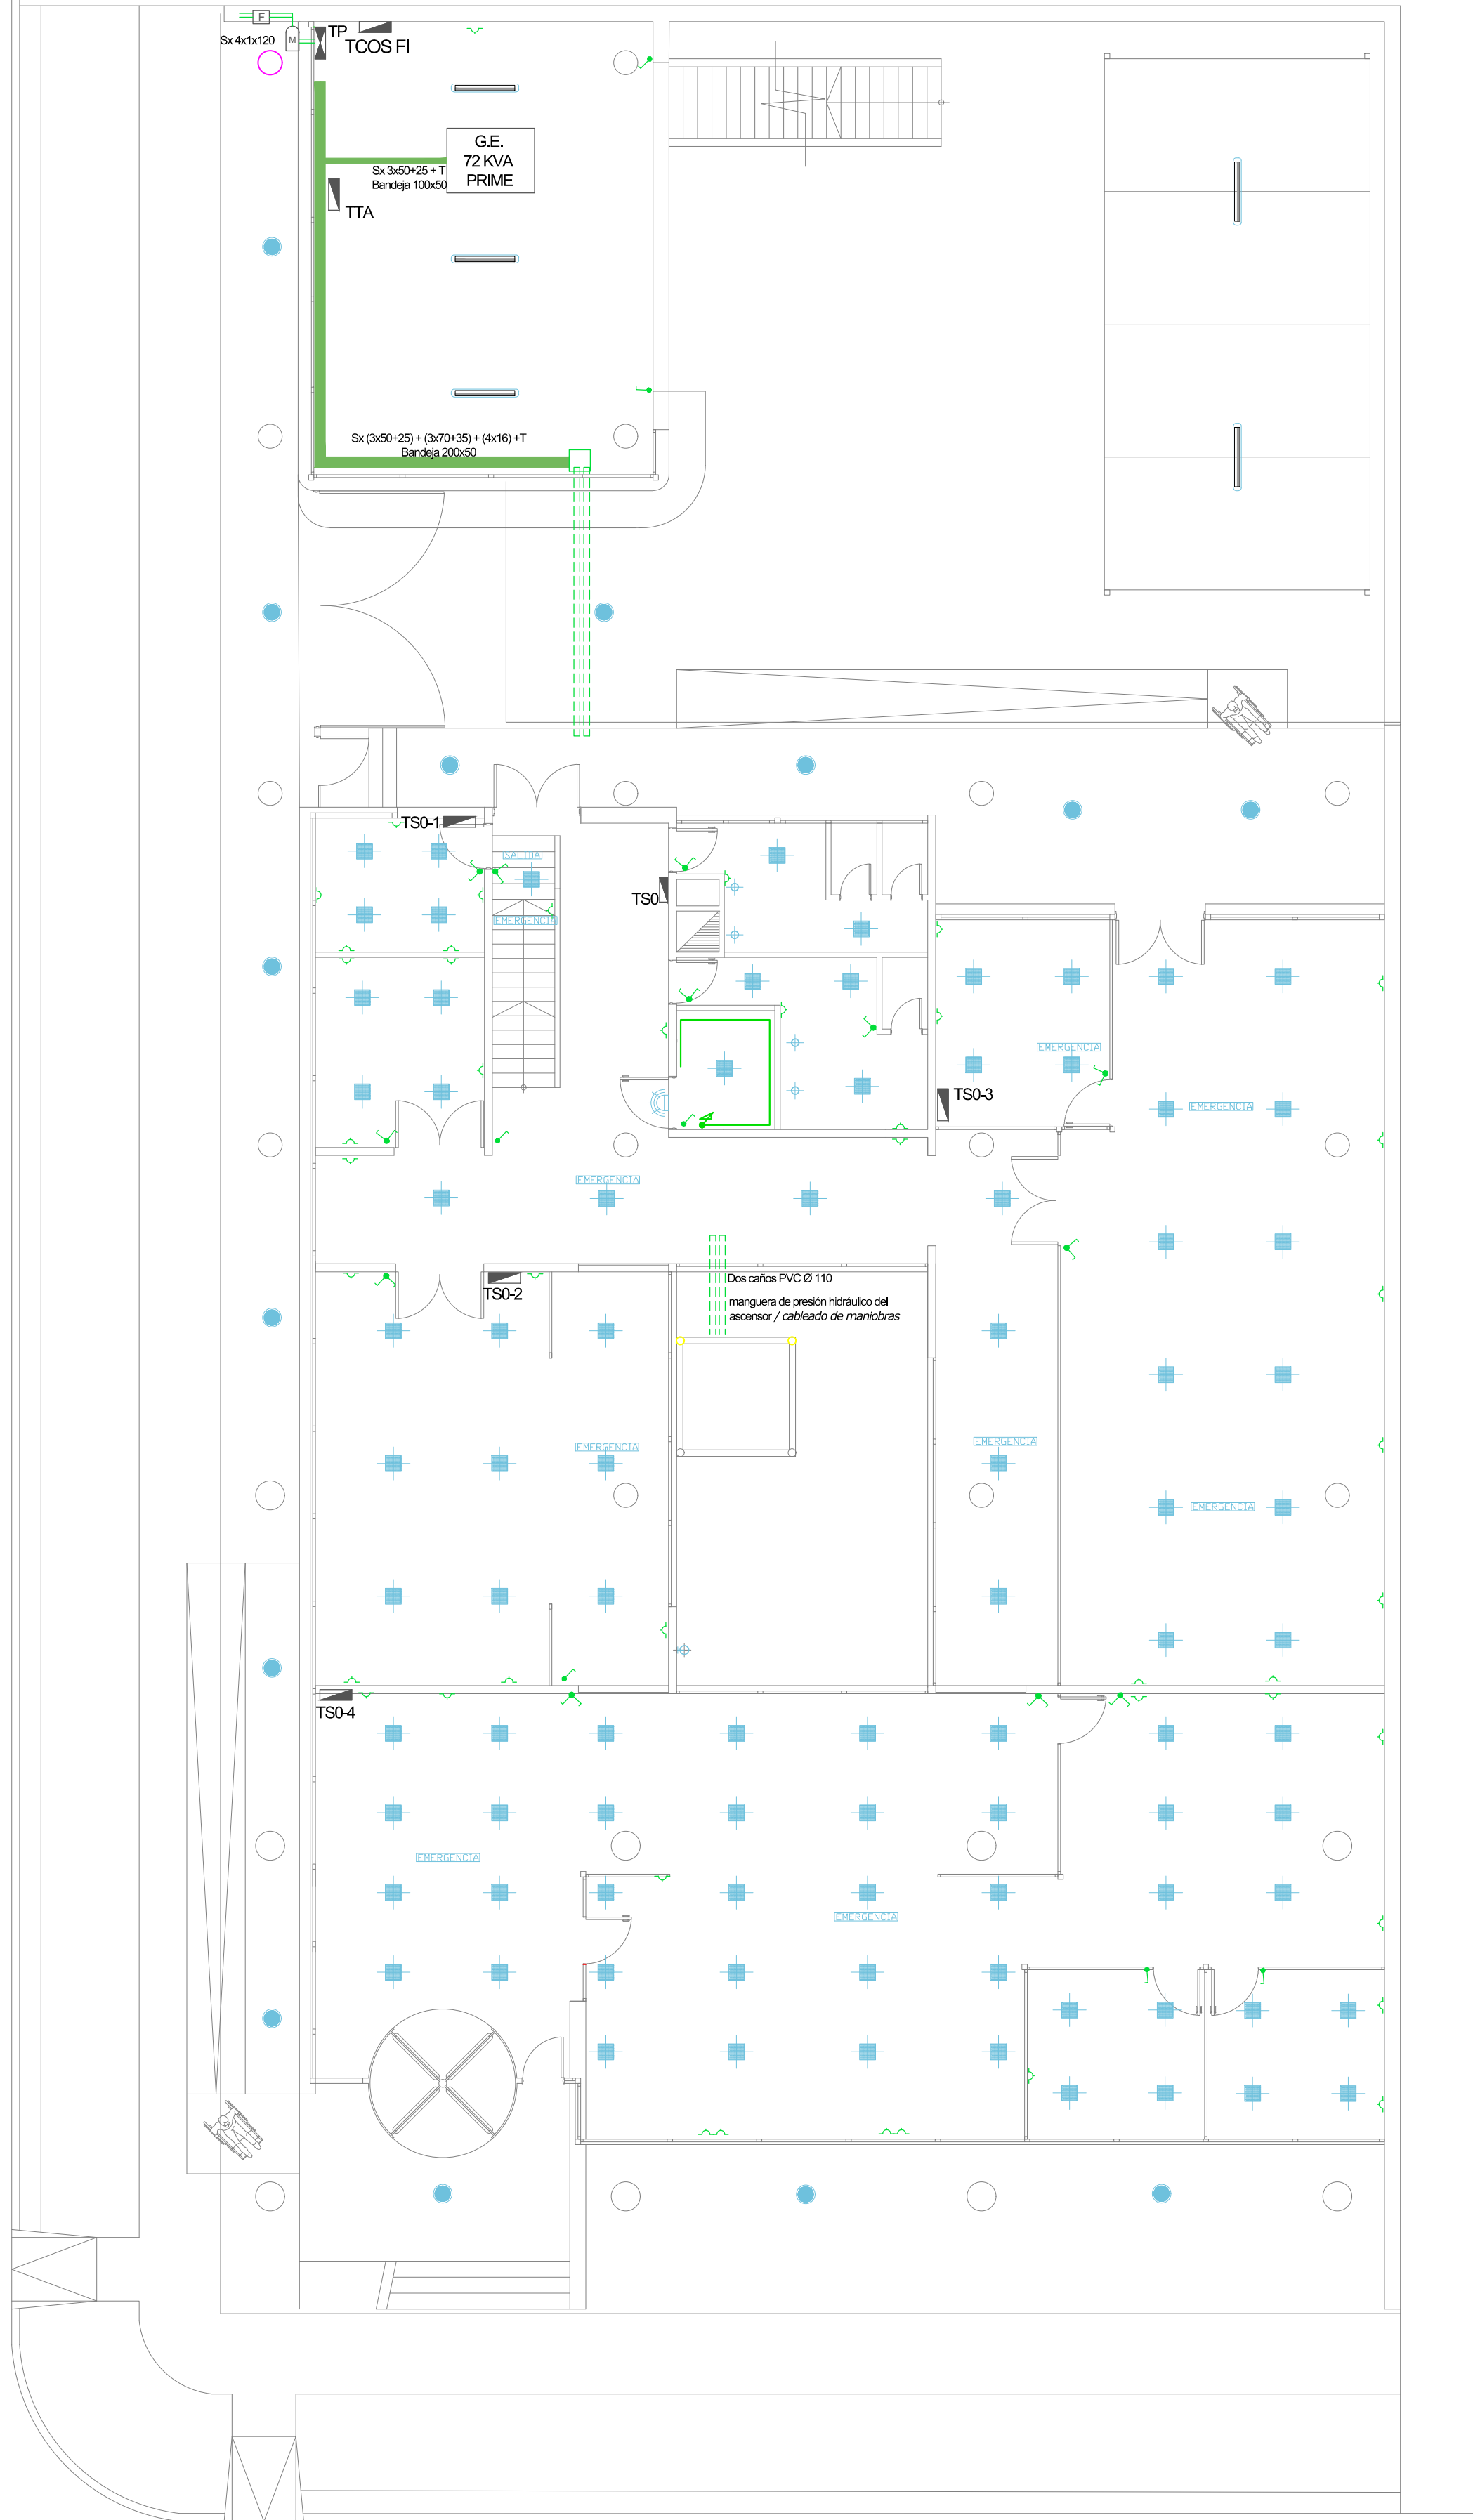 F
Sx 4x1x120
M
TP
TCOS FI
G.E.
72 KVA
PRIME
Sx 3x50+25 + T
Bandeja 100x50
TTA
Sx (3x50+25) + (3x70+35) + (4x16) +T
Bandeja 200x50
TS0-1
SALIDA
TS0
EMERGENCIA
EMERGENCIA
TS0-3
EMERGENCIA
EMERGENCIA
Dos caños PVC Ø 110
TS0-2
manguera de presión hidráulico del
ascensor / cableado de maniobras
EMERGENCIA
EMERGENCIA
EMERGENCIA
TS0-4
EMERGENCIA
EMERGENCIA